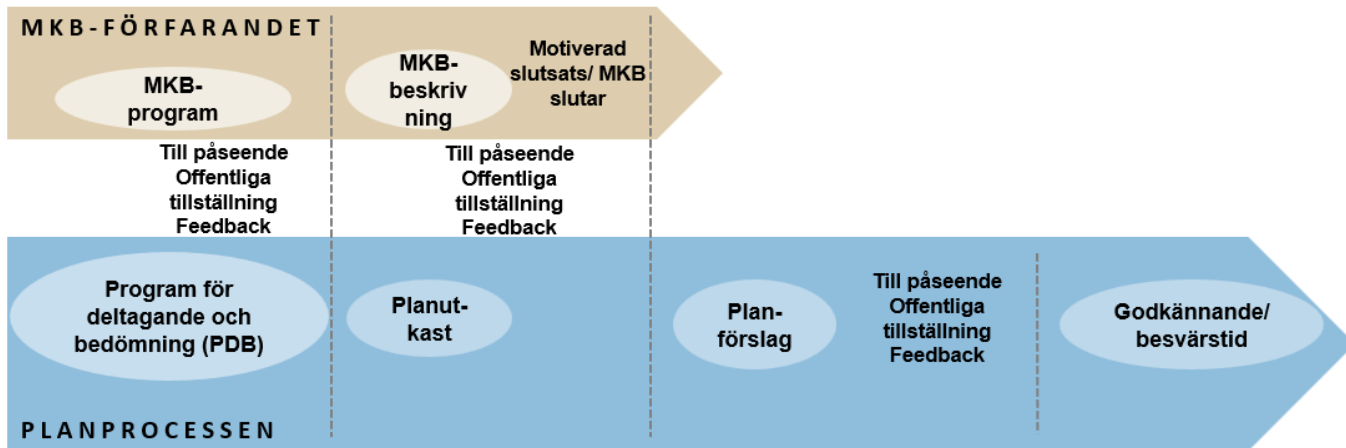 MKB-FÖRFARANDET
MKB-
program
MKB-
beskriv
ning
Motiverad
slutsats/ MKB
slutar
Till påseende
Offentliga
tillställning
Feedback
Till påseende
Offentliga
tillställning
Feedback
Program för
deltagande och
bedömning (PDB)
Planut-
kast
Plan-
förslag
Till påseende
Offentliga
tillställning
Feedback
Godkännande/
besvärstid
PLANPROCESSEN